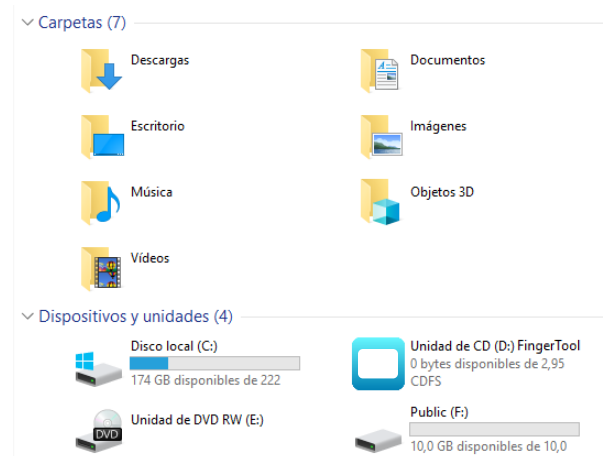 Carpetas (7)
Descargas
Documentos
Escritorio
Imágenes
Música
Objetos 3D
Vídeos
Dispositivos y unidades (4)
Disco local (C:)
174 GB disponibles de 222
Unidad de CD (D:) FingerTool
0 bytes disponibles de 2,95
CDFS
DVD
Unidad de DVD RW (E:)
Public (F:)
10,0 GB disponibles de 10,0